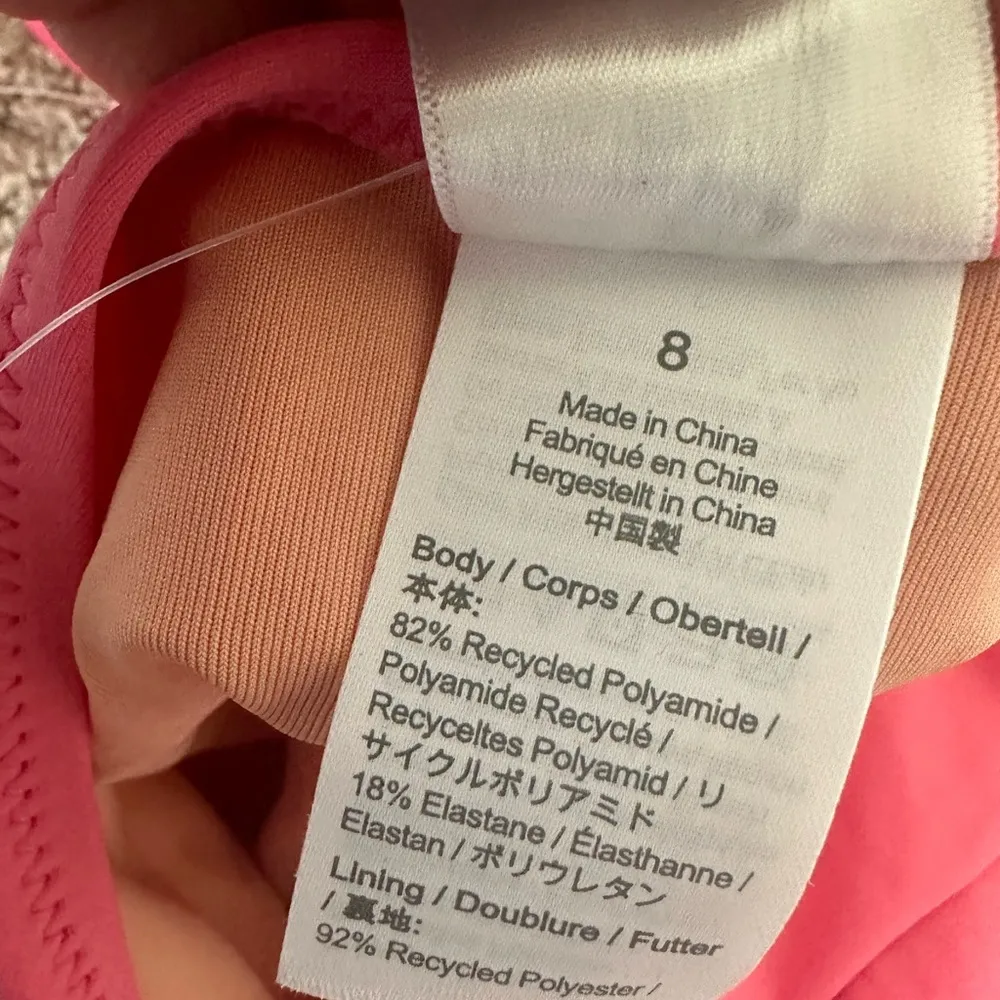 8
Made in China
Fabriqué en Chine
Hergestellt in China
中国製
Body / Corps / Oberteil /
本体:
82% Recycled Polyamide /
Polyamide Recyclé /
Recyceltes Polyamid / リ
サイクルポリアミド
18% Elastane / Élasthanne /
Elastan / ポリウレタン
Lining / Doublure / Futter
/ 裏地:
92% Recycled Polyester /